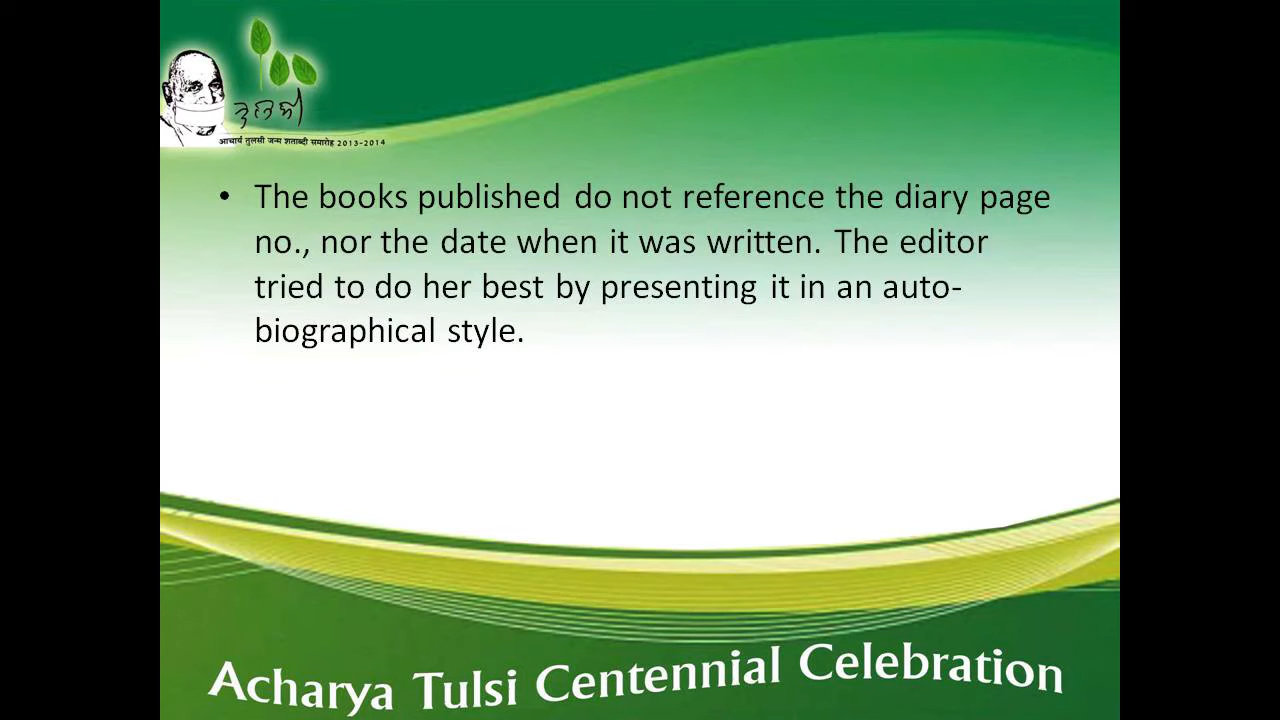 तुलसी
आचार्य तुलसी जन्म शताब्दी समारोह 2013-2014
• The books published do not reference the diary page
no., nor the date when it was written. The editor
tried to do her best by presenting it in an auto-
biographical style.
Acharya Tulsi Centennial Celebration